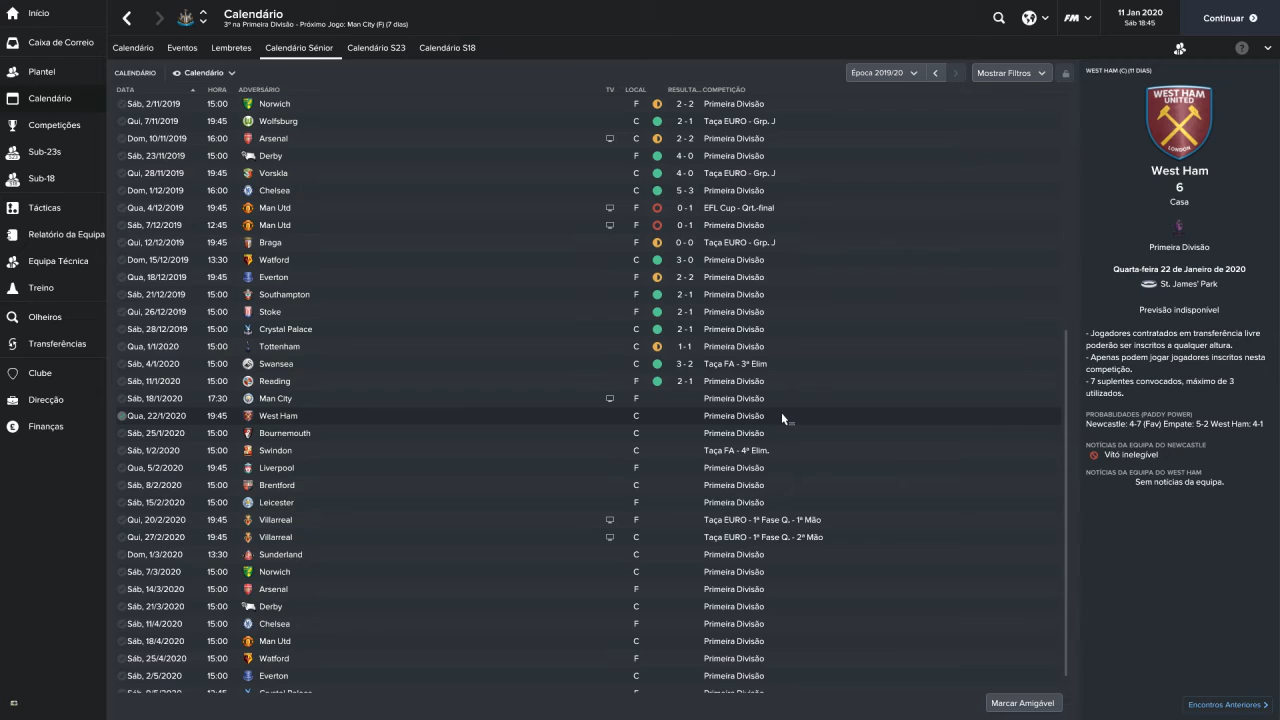 Início
Caixa de Correio
Plantel
Calendário
Competições
Sub-23s
Sub-18
Tácticas
Relatório da Equipa
Equipa Técnica
Treino
Olheiros
Transferências
Clube
Direcção
Finanças
Calendário
3º na Primeira Divisão - Próximo Jogo: Man City (F) (7 dias)
FM
11 Jan 2020
Sáb 18:45
Continuar
Calendário Eventos Lembretes Calendário Sénior Calendário S23 Calendário S18
CALENDÁRIO Calendário Época 2019/20 Mostrar Filtros
DATA HORA ADVERSÁRIO TV LOCAL RESULTA... COMPETIÇÃO
Sáb, 2/11/2019 15:00 Norwich F 2 - 2 Primeira Divisão
Qui, 7/11/2019 19:45 Wolfsburg C 2 - 1 Taça EURO - Grp. J
Dom, 10/11/2019 16:00 Arsenal C 2 - 2 Primeira Divisão
Sáb, 23/11/2019 15:00 Derby F 4 - 0 Primeira Divisão
Qui, 28/11/2019 19:45 Vorskla C 4 - 0 Taça EURO - Grp. J
Dom, 1/12/2019 16:00 Chelsea C 5 - 3 Primeira Divisão
Qua, 4/12/2019 19:45 Man Utd F 0 - 1 EFL Cup - Qrt.-final
Sáb, 7/12/2019 12:45 Man Utd F 0 - 1 Primeira Divisão
Qui, 12/12/2019 19:45 Braga F 0 - 0 Taça EURO - Grp. J
Dom, 15/12/2019 13:30 Watford C 3 - 0 Primeira Divisão
Qua, 18/12/2019 19:45 Everton F 2 - 2 Primeira Divisão
Sáb, 21/12/2019 15:00 Southampton F 2 - 1 Primeira Divisão
Qui, 26/12/2019 15:00 Stoke F 2 - 1 Primeira Divisão
Sáb, 28/12/2019 15:00 Crystal Palace C 2 - 1 Primeira Divisão
Qua, 1/1/2020 15:00 Tottenham C 1 - 1 Primeira Divisão
Sáb, 4/1/2020 15:00 Swansea C 3 - 2 Taça FA - 3ª Elim
Sáb, 11/1/2020 15:00 Reading F 2 - 1 Primeira Divisão
Sáb, 18/1/2020 17:30 Man City F Primeira Divisão
Qua, 22/1/2020 19:45 West Ham C Primeira Divisão
Sáb, 25/1/2020 15:00 Bournemouth C Primeira Divisão
Sáb, 1/2/2020 15:00 Swindon C Taça FA - 4ª Elim.
Qua, 5/2/2020 19:45 Liverpool F Primeira Divisão
Sáb, 8/2/2020 15:00 Brentford C Primeira Divisão
Sáb, 15/2/2020 15:00 Leicester F Primeira Divisão
Qui, 20/2/2020 19:45 Villarreal F Taça EURO - 1ª Fase Q. - 1ª Mão
Qui, 27/2/2020 19:45 Villarreal C Taça EURO - 1ª Fase Q. - 2ª Mão
Dom, 1/3/2020 13:30 Sunderland C Primeira Divisão
Sáb, 7/3/2020 15:00 Norwich C Primeira Divisão
Sáb, 14/3/2020 15:00 Arsenal F Primeira Divisão
Sáb, 21/3/2020 15:00 Derby C Primeira Divisão
Sáb, 11/4/2020 15:00 Chelsea F Primeira Divisão
Sáb, 18/4/2020 15:00 Man Utd C Primeira Divisão
Sáb, 25/4/2020 15:00 Watford F Primeira Divisão
Sáb, 2/5/2020 15:00 Everton C Primeira Divisão
Sáb, 9/5/2020 12:45 Crystal Palace F Primeira Divisão
Marcar Amigável
WEST HAM (C) (11 DIAS)
WEST HAM
UNITED
LONDON
West Ham
6
Casa
Primeira Divisão
Quarta-feira 22 de Janeiro de 2020
St. James' Park
Previsão indisponível
- Jogadores contratados em transferência livre
poderão ser inscritos a qualquer altura.
- Apenas podem jogar jogadores inscritos nesta
competição.
- 7 suplentes convocados, máximo de 3
utilizados.
PROBABLIDADES (PADDY POWER)
Newcastle: 4-7 (Fav) Empate: 5-2 West Ham: 4-1
NOTÍCIAS DA EQUIPA DO NEWCASTLE
Vitó inelegível
NOTÍCIAS DA EQUIPA DO WEST HAM
Sem notícias da equipa.
Encontros Anteriores